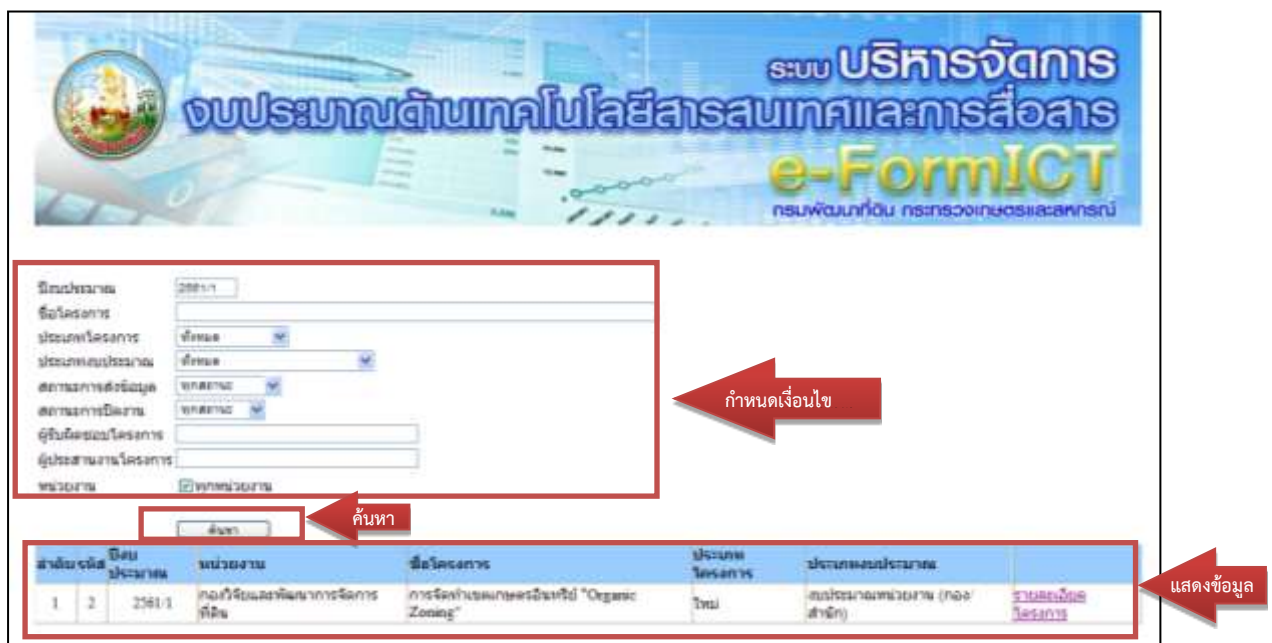 ระบบ บริหารจัดการ
งบประมาณด้านเทคโนโลยีสารสนเทศและการสื่อสาร
e-FormICT
กรมพัฒนาที่ดิน กระทรวงเกษตรและสหกรณ์
ปีงบประมาณ 2561/1
ชื่อโครงการ
ประเภทโครงการ ทั้งหมด
ประเภทงบประมาณ ทั้งหมด
สถานะการส่งข้อมูล ทุกสถานะ
สถานะการปิดงาน ทุกสถานะ
กำหนดเงื่อนไข
ผู้รับผิดชอบโครงการ
ผู้ประสานงานโครงการ
หน่วยงาน ทุกหน่วยงาน
ค้นหา ค้นหา
ลำดับ รหัส ปีงบประมาณ หน่วยงาน ชื่อโครงการ ประเภทโครงการ ประเภทงบประมาณ
แสดงข้อมูล
1 2 2561/1 กองวิจัยและพัฒนาการจัดการ การจัดทำเขตเกษตรอินทรีย์ "Organic ใหม่ งบประมาณหน่วยงาน (กอง รายละเอียด
ที่ดิน Zoning" สำนัก) โครงการ